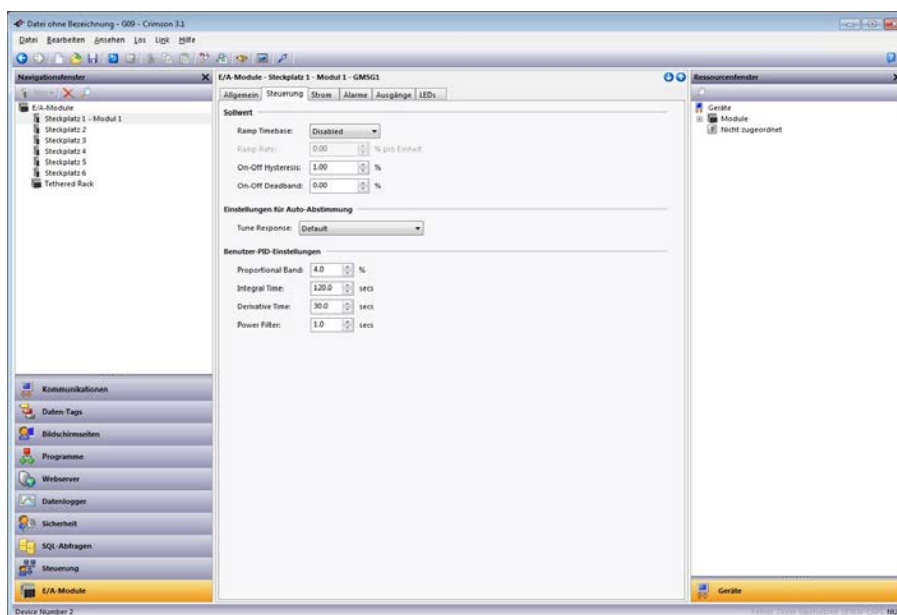 Datei ohne Bezeichnung - G09 - Crimson 3.1
Datei Bearbeiten Ansehen Los Link Hilfe
Navigationsfenster
E/A-Module
Steckplatz 1 - Modul 1
Steckplatz 2
Steckplatz 3
Steckplatz 4
Steckplatz 5
Steckplatz 6
Tethered Rack
Kommunikationen
Daten-Tags
Bildschirmseiten
Programme
Webserver
Datenlogger
Sicherheit
SQL-Abfragen
Steuerung
E/A-Module
E/A-Module - Steckplatz 1 - Modul 1 - GMSG1
Allgemein Steuerung Strom Alarme Ausgänge LEDs
Sollwert
Ramp Timebase: Disabled
Ramp Rate: 0.00 % pro Einheit
On-Off Hysteresis: 1.00 %
On-Off Deadband: 0.00 %
Einstellungen für Auto-Abstimmung
Tune Response: Default
Benutzer-PID-Einstellungen
Proportional Band: 4.0 %
Integral Time: 120.0 secs
Derivative Time: 30.0 secs
Power Filter: 1.0 secs
Ressourcenfenster
Geräte
Module
Nicht zugeordnet
Geräte
Device Number 2